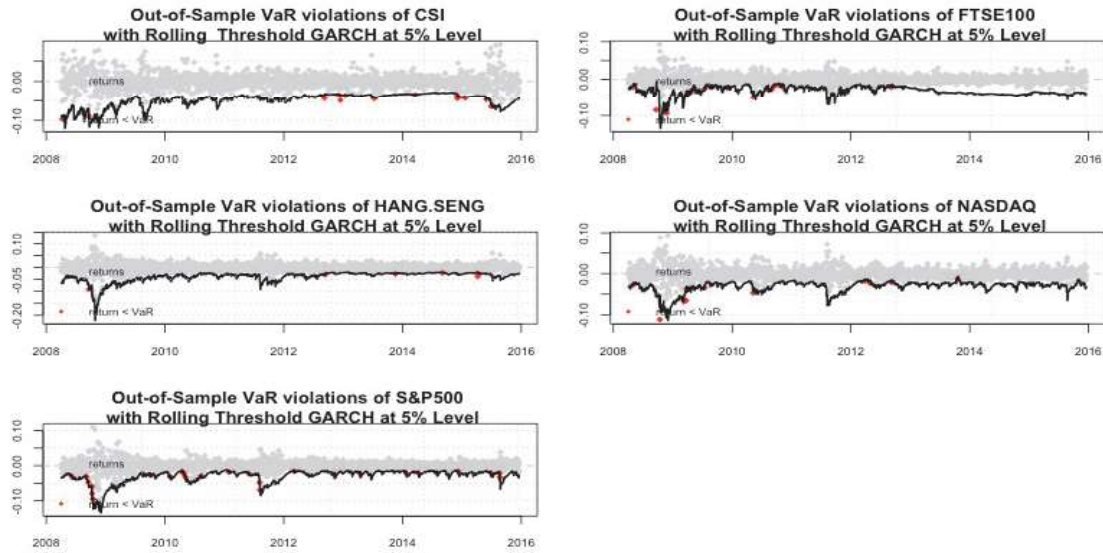 Out-of-Sample VaR violations of CSI
with Rolling Threshold GARCH at 5% Level
0.00
-0.10
returns
return < VaR
2008 2010 2012 2014 2016
Out-of-Sample VaR violations of FTSE100
with Rolling Threshold GARCH at 5% Level
0.10
0.00
-0.10
returns
return < VaR
2008 2010 2012 2014 2016
Out-of-Sample VaR violations of HANG.SENG
with Rolling Threshold GARCH at 5% Level
0.10
-0.05
-0.20
returns
return < VaR
2008 2010 2012 2014 2016
Out-of-Sample VaR violations of NASDAQ
with Rolling Threshold GARCH at 5% Level
0.10
0.00
-0.10
returns
return < VaR
2008 2010 2012 2014 2016
Out-of-Sample VaR violations of S&P500
with Rolling Threshold GARCH at 5% Level
0.10
0.00
-0.10
returns
return < VaR
2008 2010 2012 2014 2016